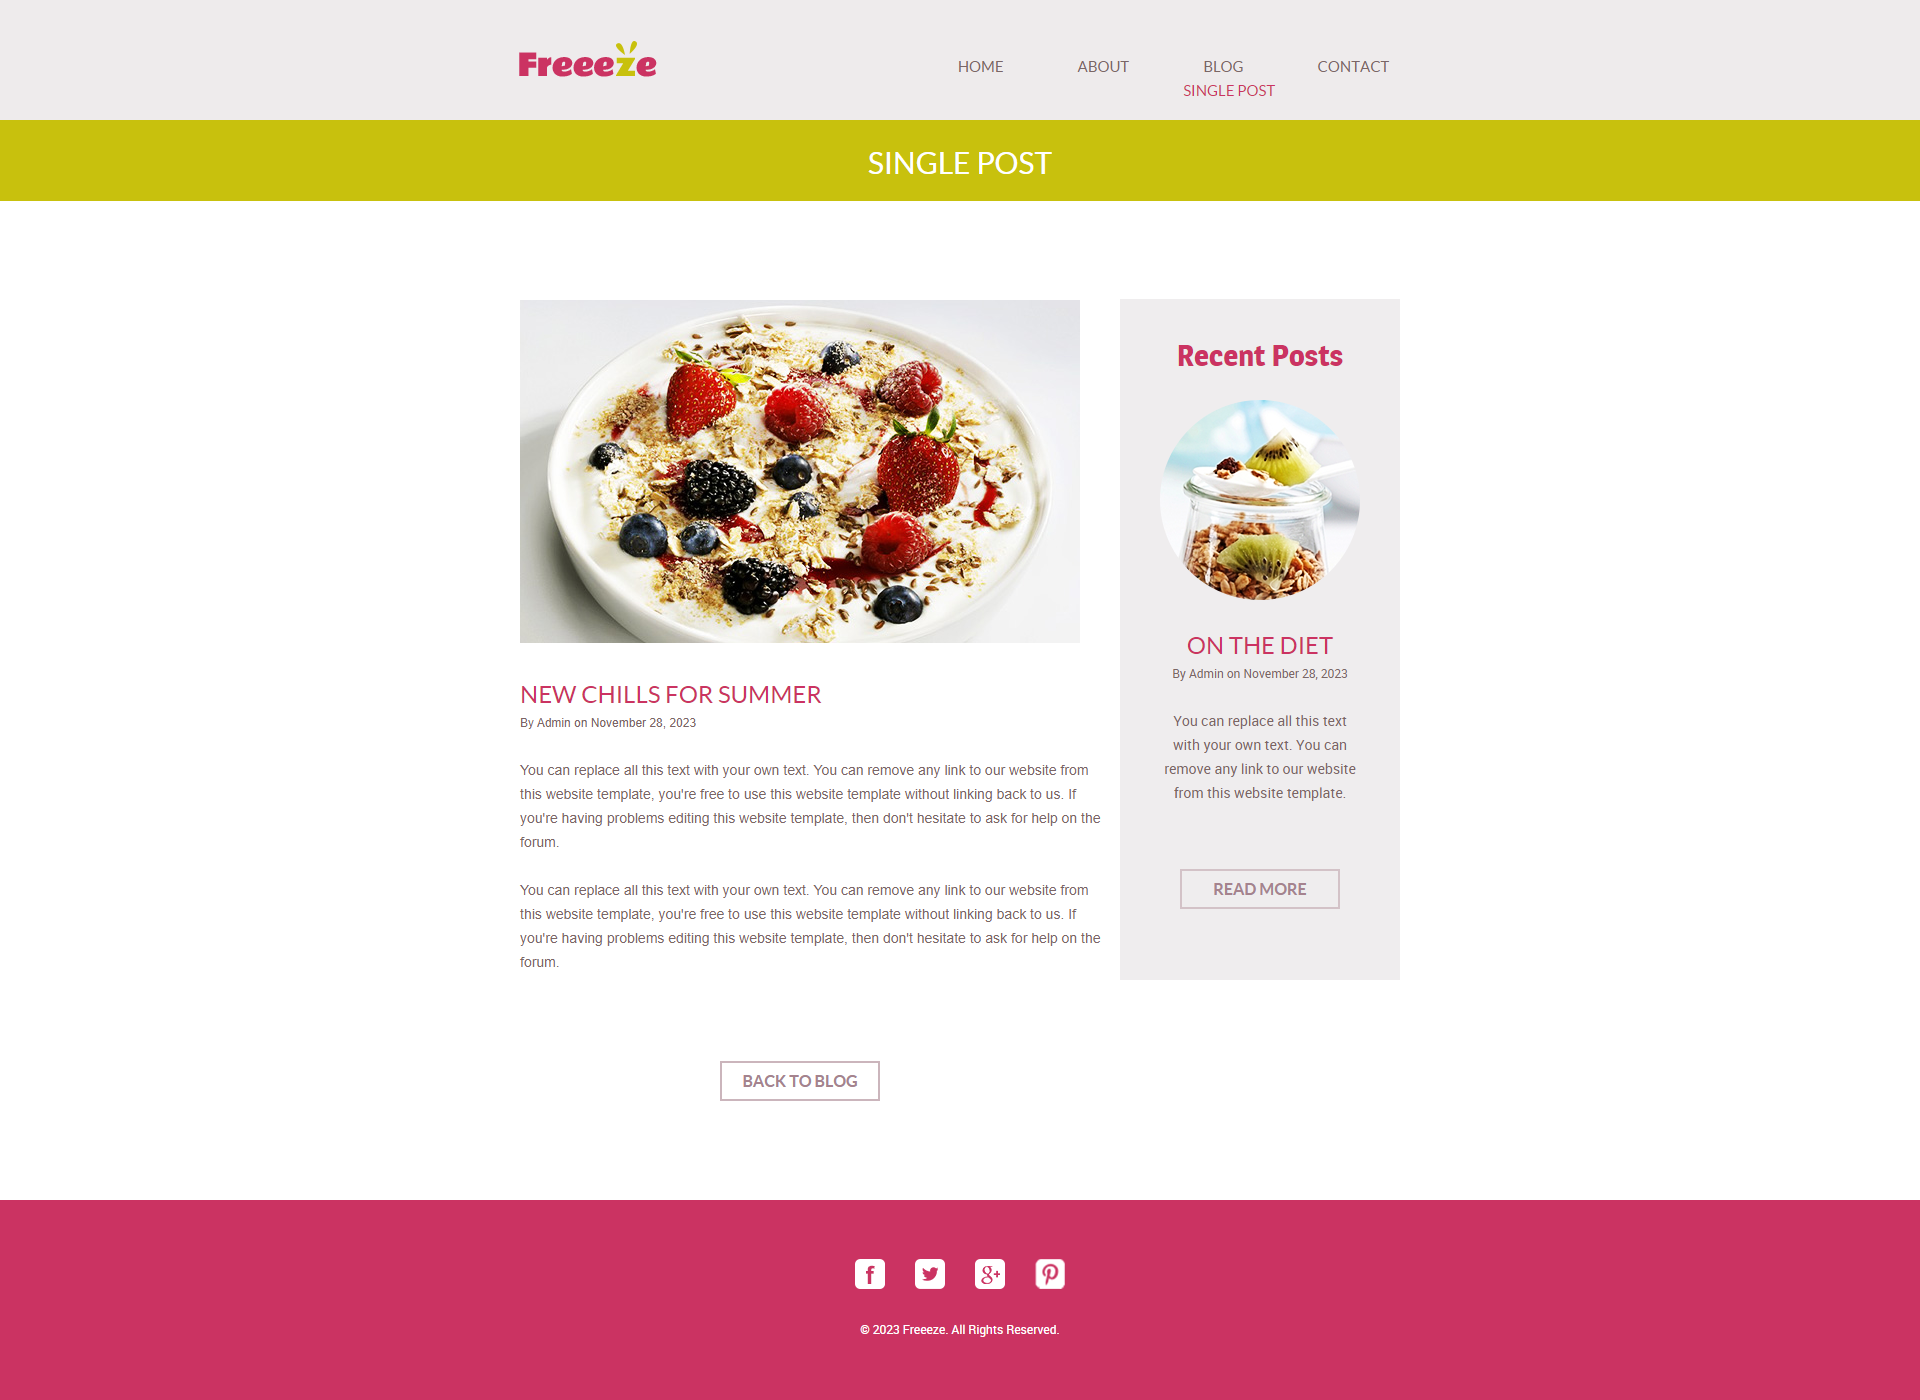 Freeeze
HOME
ABOUT
BLOG
CONTACT
SINGLE POST
SINGLE POST
NEW CHILLS FOR SUMMER
By Admin on November 28, 2023
You can replace all this text with your own text. You can remove any link to our website from
this website template, you're free to use this website template without linking back to us. If
you're having problems editing this website template, then don't hesitate to ask for help on the
forum.
You can replace all this text with your own text. You can remove any link to our website from
this website template, you're free to use this website template without linking back to us. If
you're having problems editing this website template, then don't hesitate to ask for help on the
forum.
BACK TO BLOG
Recent Posts
ON THE DIET
By Admin on November 28, 2023
You can replace all this text
with your own text. You can
remove any link to our website
from this website template.
READ MORE
© 2023 Freeeze. All Rights Reserved.